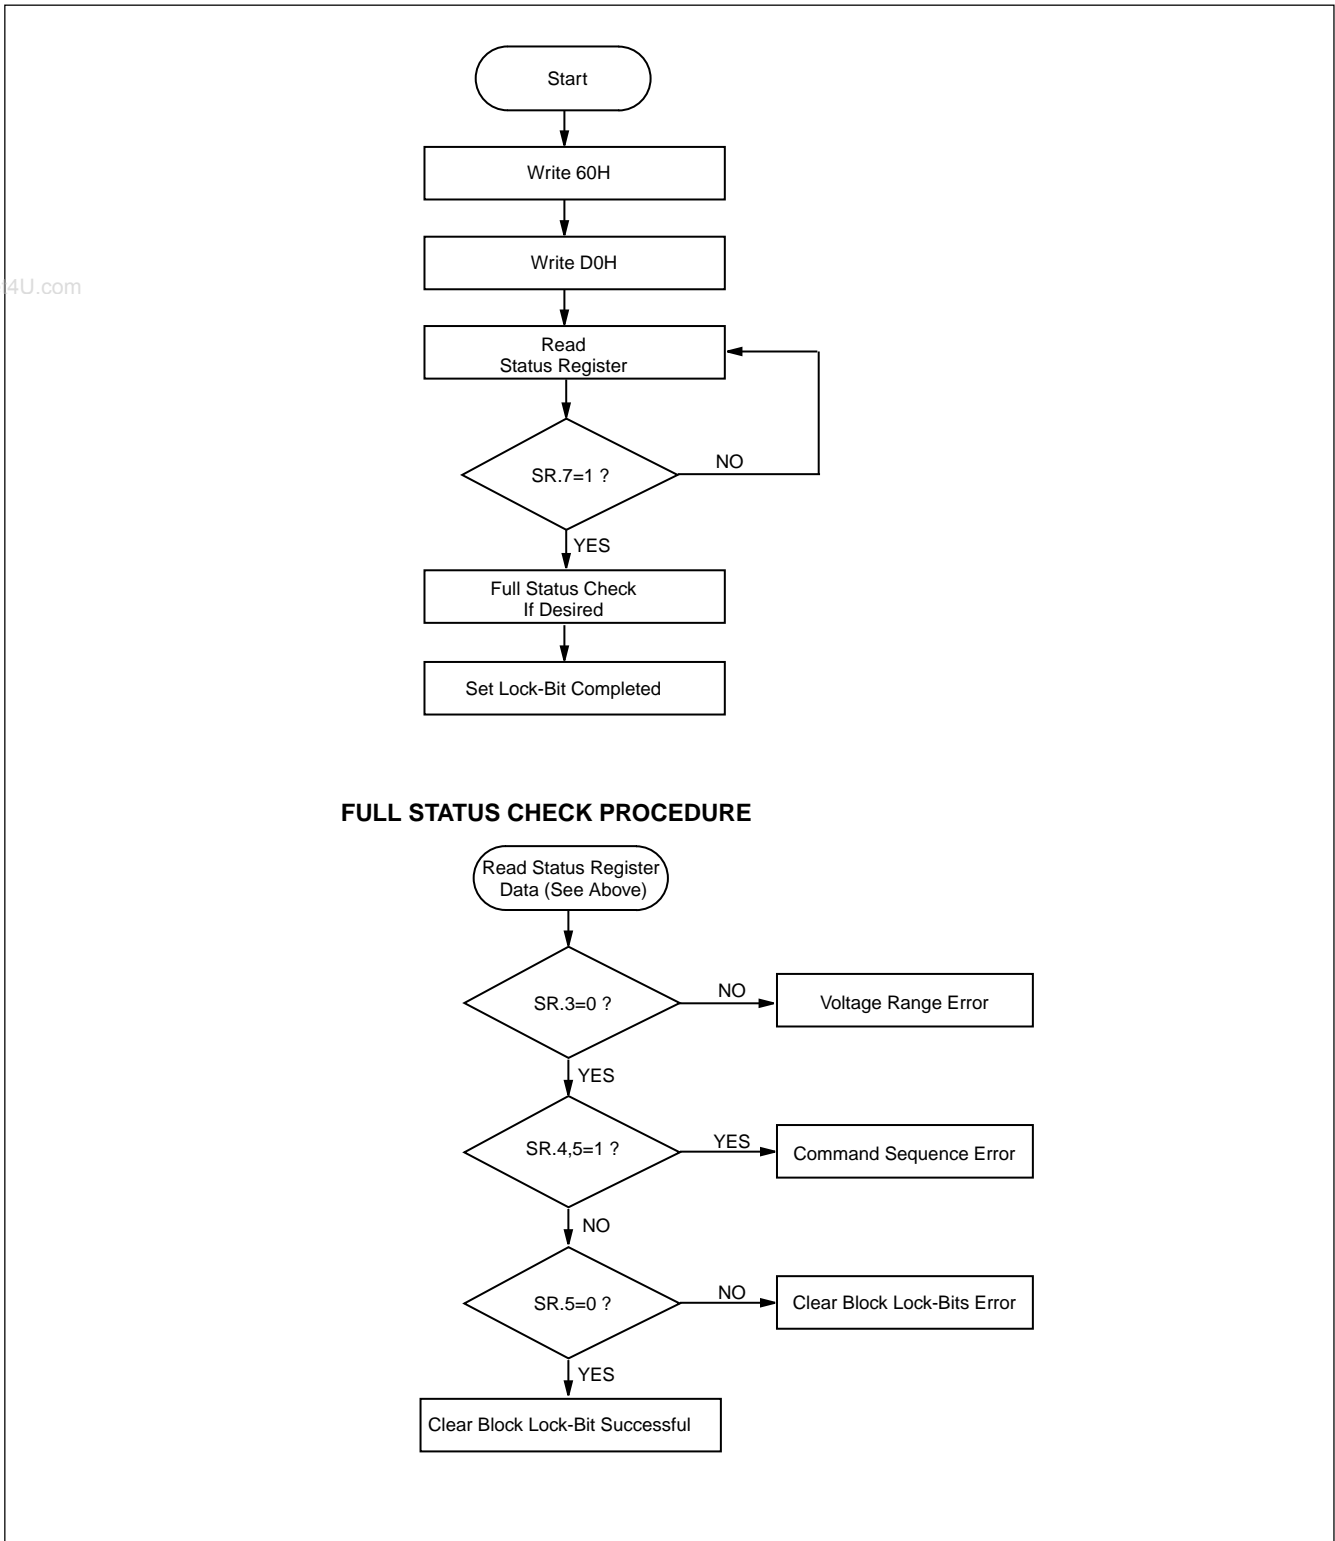 Start
Write 60H
Write D0H
4U.com
Read
Status Register
SR.7=1 ?
NO
YES
Full Status Check
If Desired
Set Lock-Bit Completed
FULL STATUS CHECK PROCEDURE
Read Status Register
Data (See Above)
SR.3=0 ?
NO
Voltage Range Error
YES
SR.4,5=1 ?
YES
Command Sequence Error
NO
SR.5=0 ?
NO
Clear Block Lock-Bits Error
YES
Clear Block Lock-Bit Successful